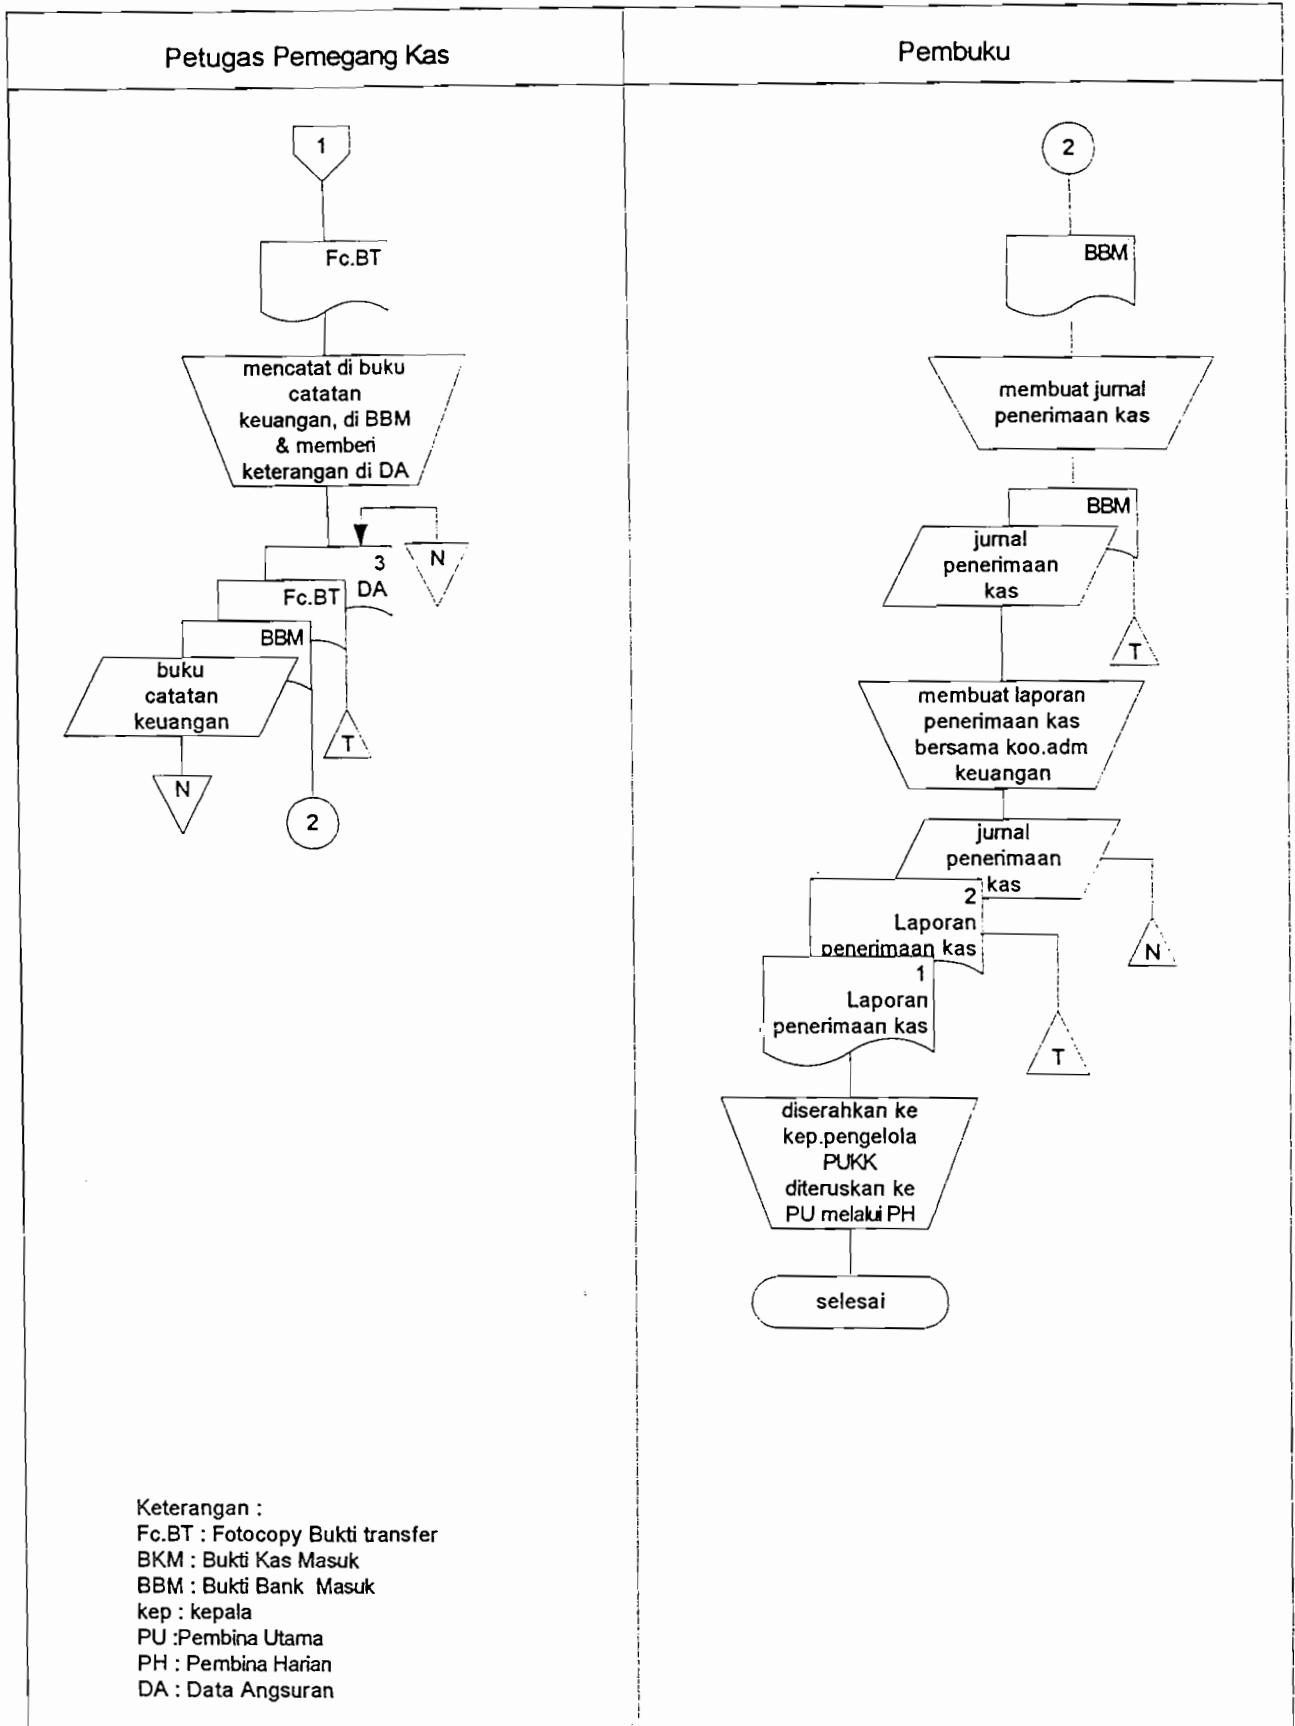 Petugas Pemegang Kas
Pembuku
1
Fc.BT
mencatat di buku
catatan
keuangan, di BBM
& memberi
keterangan di DA
N
3
DA
Fc.BT
BBM
buku
catatan
keuangan
T
N
2
2
BBM
membuat jurnal
penerimaan kas
BBM
jurnal
penerimaan
kas
T
membuat laporan
penerimaan kas
bersama koo.adm
keuangan
jurnal
penerimaan
kas
2
Laporan
penerimaan kas
N
1
Laporan
penerimaan kas
T
diserahkan ke
kep.pengelola
PUKK
diteruskan ke
PU melalui PH
selesai
Keterangan :
Fc.BT : Fotocopy Bukti transfer
BKM : Bukti Kas Masuk
BBM : Bukti Bank Masuk
kep : kepala
PU :Pembina Utama
PH : Pembina Harian
DA : Data Angsuran